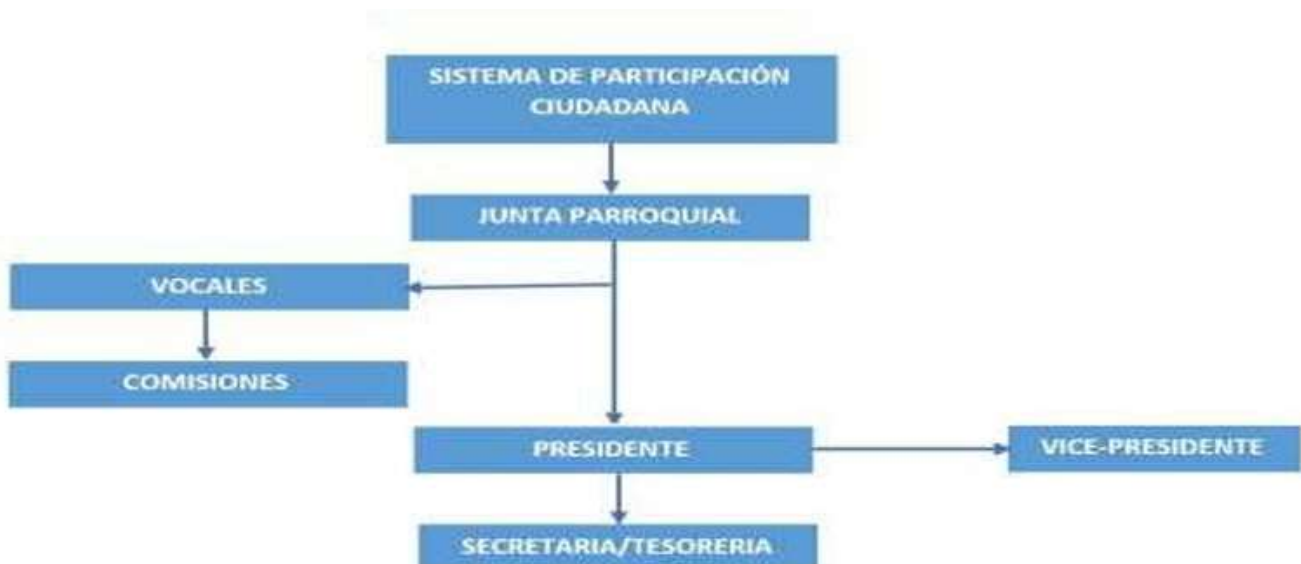 SISTEMA DE PARTICIPACIÓN
CIUDADANA
JUNTA PARROQUIAL
VOCALES
COMISIONES
PRESIDENTE
VICE-PRESIDENTE
SECRETARIA/TESORERIA